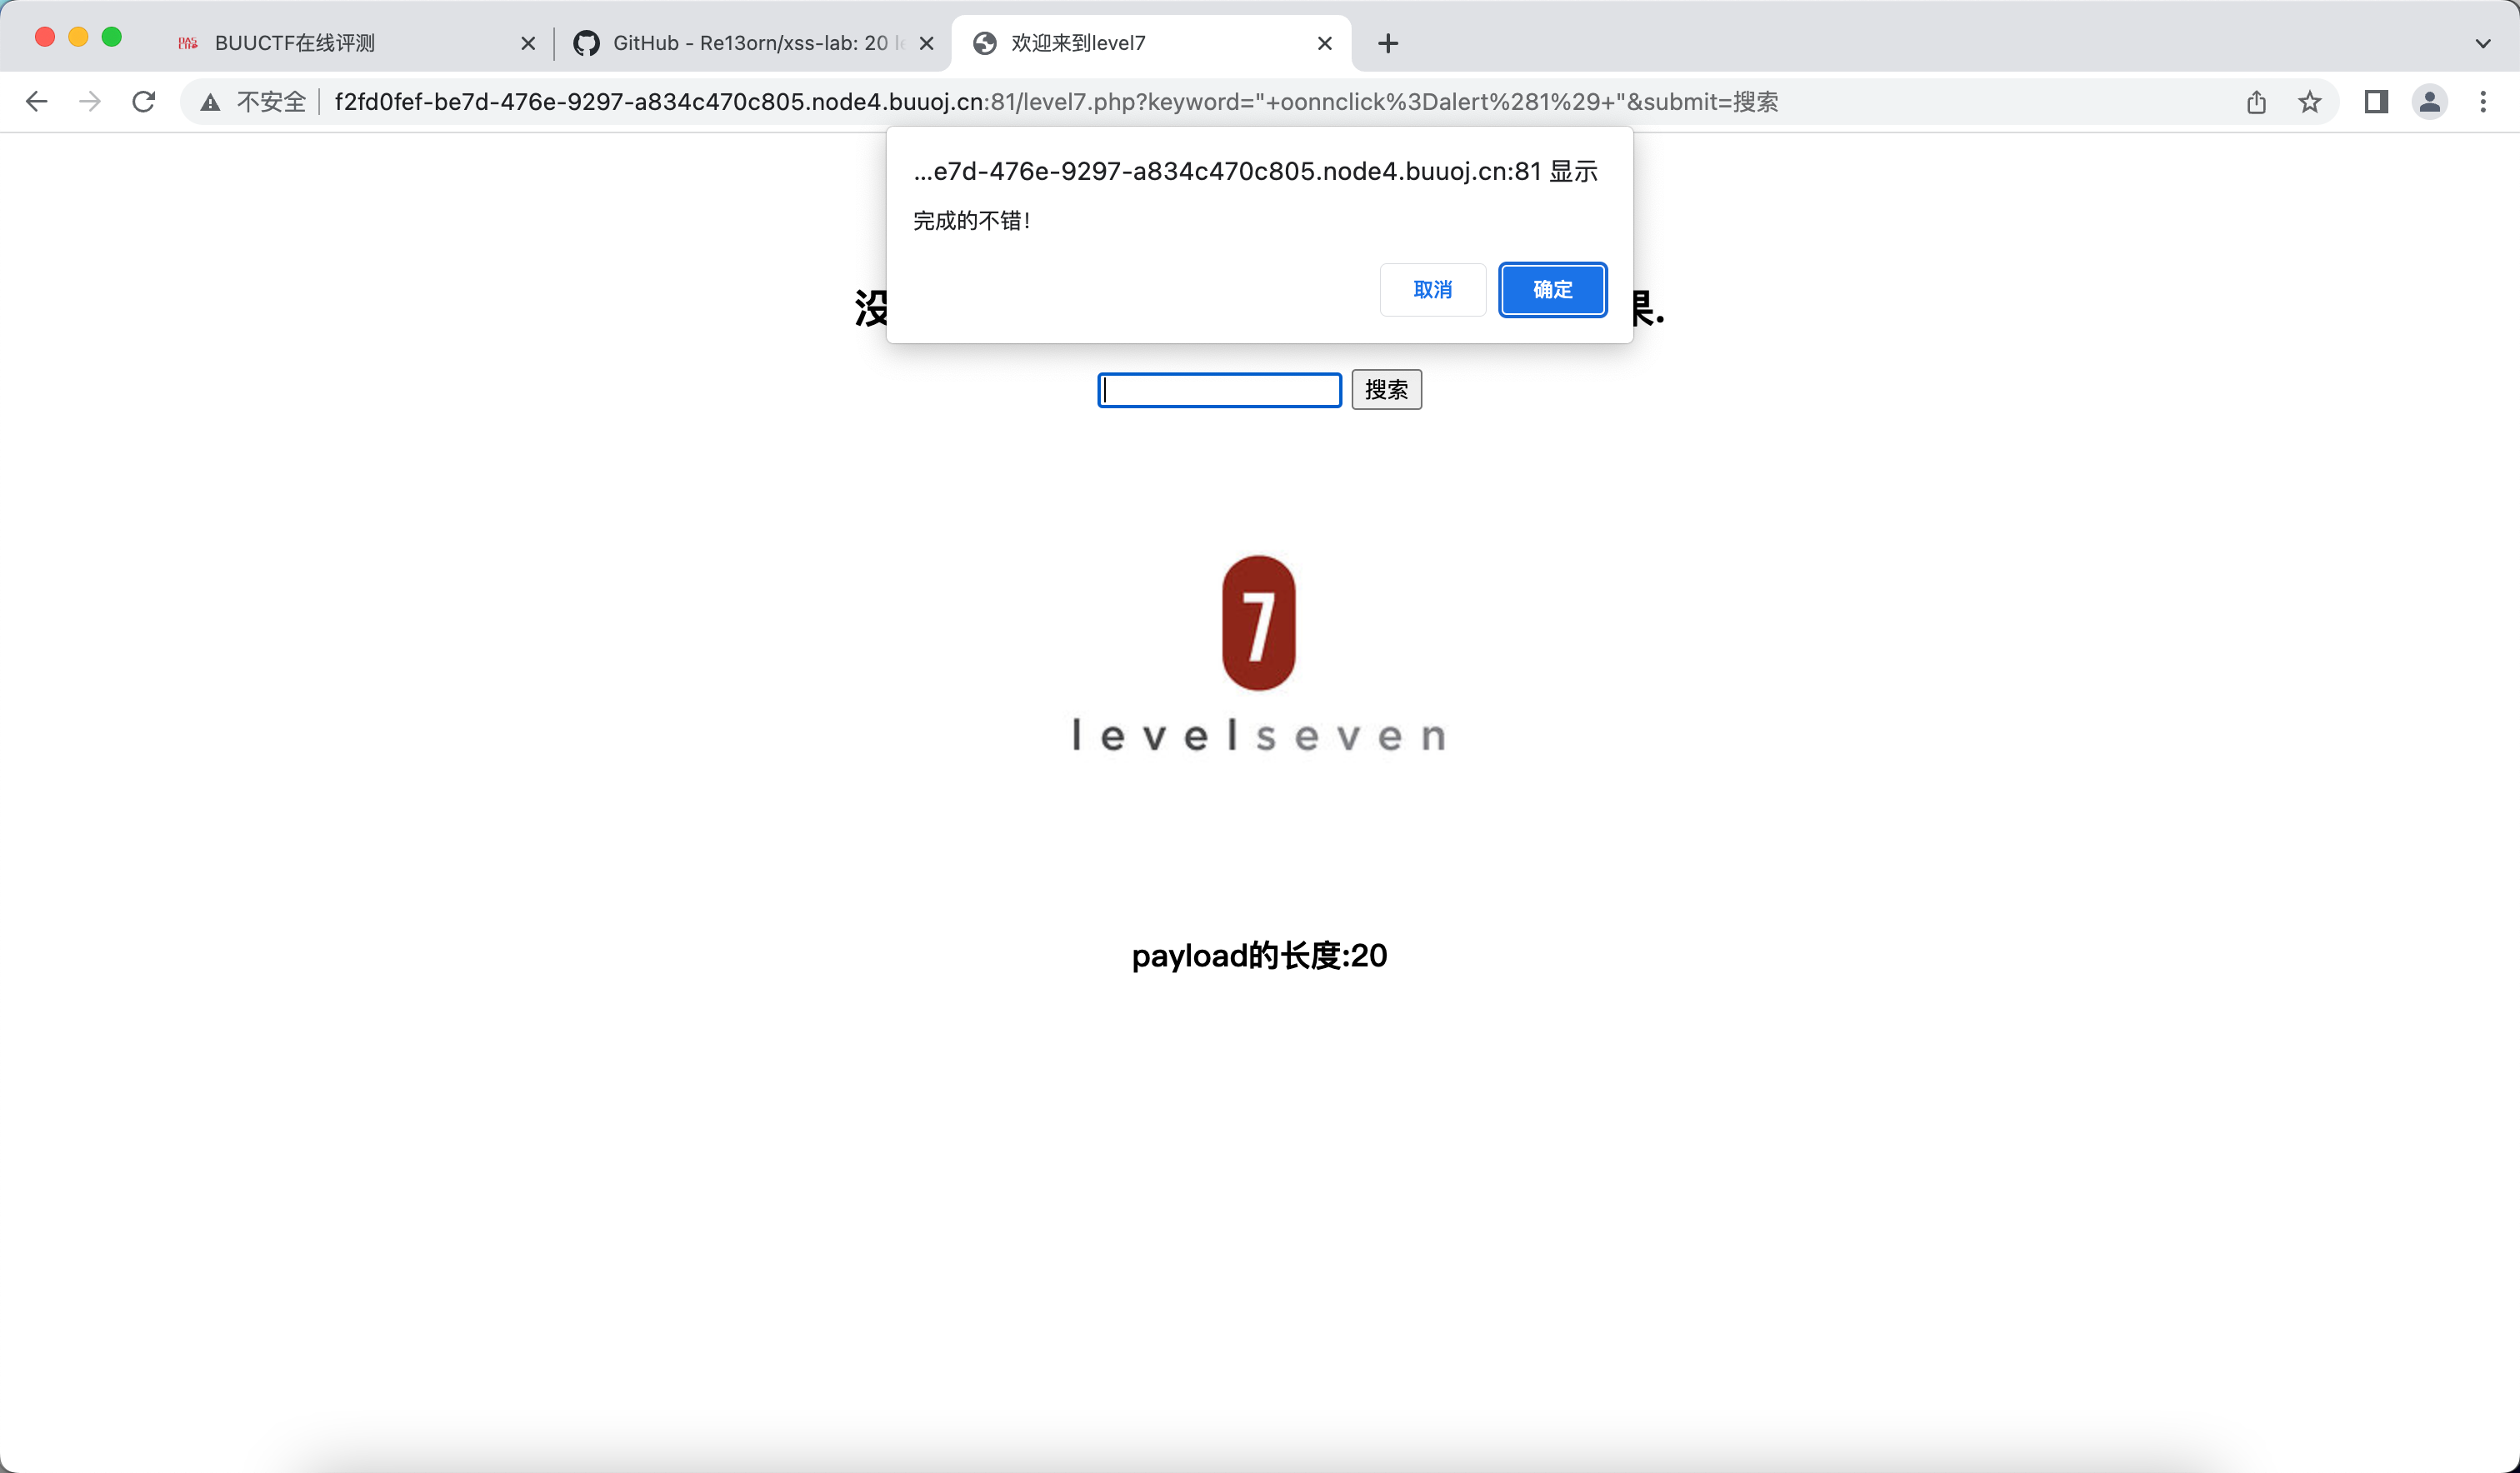 BUUCTF在线评测
GitHub - Re13orn/xss-lab: 20 le
欢迎来到level7
不安全
f2fd0fef-be7d-476e-9297-a834c470c805.node4.buuoj.cn:81/level7.php?keyword="+oonnclick%3Dalert%281%29+"&submit=搜索
...e7d-476e-9297-a834c470c805.node4.buuoj.cn:81 显示
完成的不错!
取消
确定
没
果.
搜索
7
levelseven
payload的长度:20